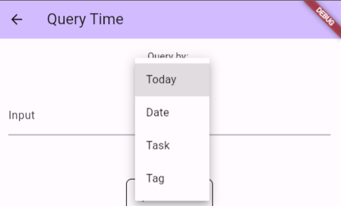 Query Time
DEBUG
Query by:
Today
Date
Input
Task
Tag